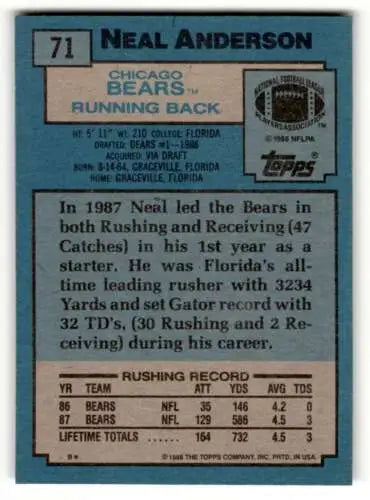 71
NEAL ANDERSON
CHICAGO
BEARS TM
RUNNING BACK
NATIONAL FOOTBALL LEAGUE
PLAYERS ASSOCIATION TM
© 1988 NFLPA
HT: 5' 11" WT: 210 COLLEGE: FLORIDA
DRAFTED: BEARS #1-1986
ACQUIRED: VIA DRAFT
BORN: 8-14-64, GRACEVILLE, FLORIDA
HOME: GRACEVILLE, FLORIDA
TOPPS®
In 1987 Neal led the Bears in
both Rushing and Receiving (47
Catches) in his 1st year as a
starter. He was Florida's all-
time leading rusher with 3234
Yards and set Gator record with
32 TD's, (30 Rushing and 2 Re-
ceiving) during his career.
RUSHING RECORD
YR TEAM ATT YDS AVG TDS
86 BEARS NFL 35 146 4.2 0
87 BEARS NFL 129 586 4.5 3
LIFETIME TOTALS ...... 164 732 4.5 3
B* © 1988 THE TOPPS COMPANY, INC. PRTD. IN USA